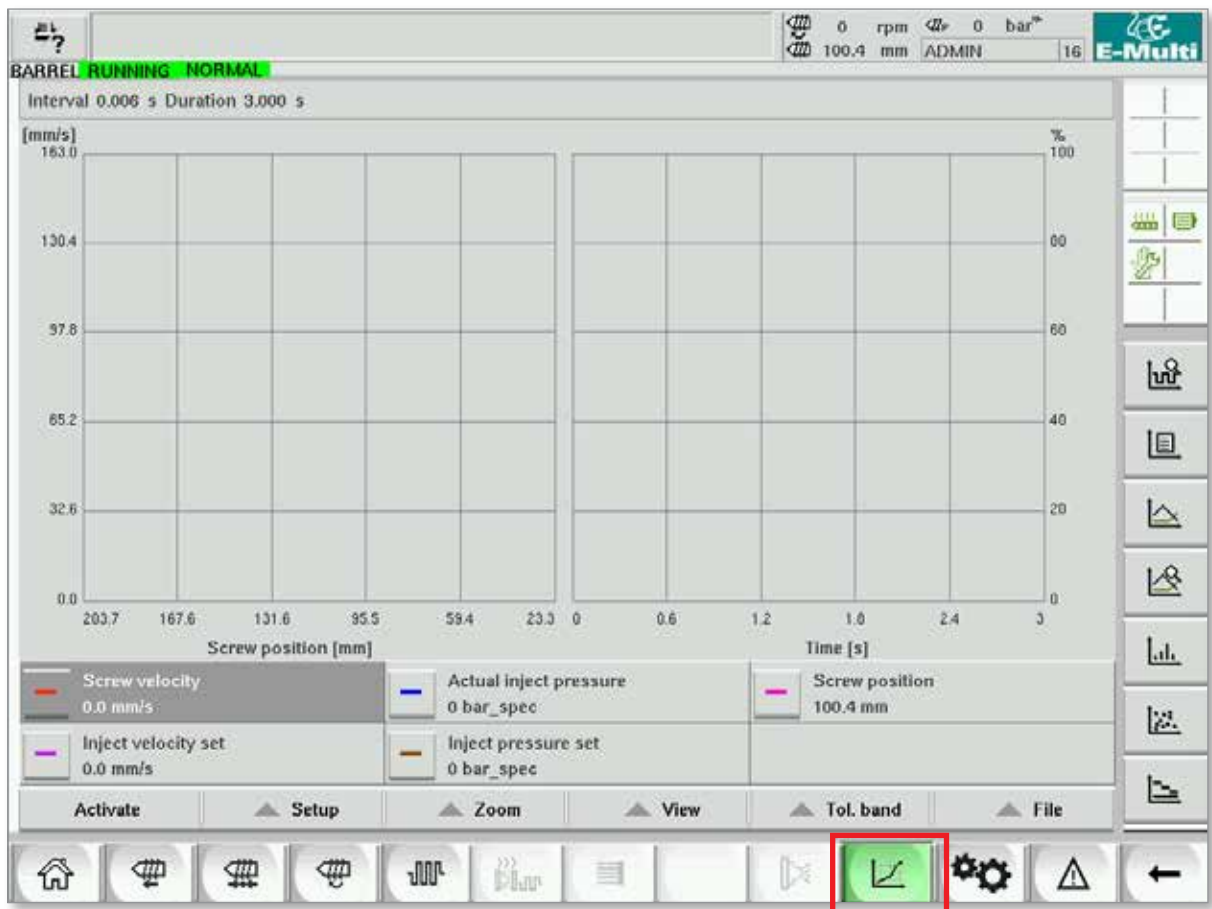 0 rpm 0 bar
100.4 mm ADMIN 16
E-Multi
BARREL RUNNING NORMAL
Interval 0.006 s Duration 3.000 s
[mm/s] %
163.0 100
130.4 80
97.8 60
65.2 40
32.6 20
0.0 0
203.7 167.6 131.6 95.5 59.4 23.3 0 0.6 1.2 1.8 2.4 3
Screw position [mm] Time [s]
Screw velocity
0.0 mm/s
Actual inject pressure
0 bar_spec
Screw position
100.4 mm
Inject velocity set
0.0 mm/s
Inject pressure set
0 bar_spec
Activate Setup Zoom View Tol. band File